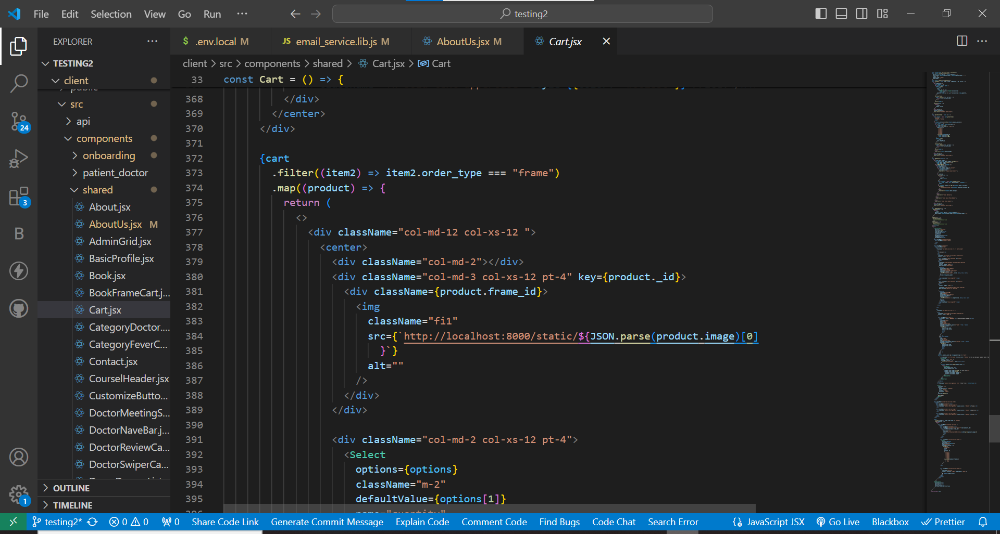 File Edit Selection View Go Run ···
testing2
EXPLORER
TESTING2
client
src
api
components
onboarding
patient_doctor
shared
About.jsx
AboutUs.jsx M
AdminGrid.jsx
BasicProfile.jsx
Book.jsx
BookFrameCart.j...
Cart.jsx
CategoryDoctor....
CategoryFeverC...
Contact.jsx
CourselHeader.jsx
CustomizeButto...
DoctorMeetingS...
DoctorNaveBar.j...
DoctorReviewCa...
DoctorSwiperCa...
OUTLINE
TIMELINE
24
3
B
1
$ .env.local M
JS email_service.lib.js M
AboutUs.jsx M
Cart.jsx
client > src > components > shared > Cart.jsx > Cart
33 const Cart = () => {
368 </div>
369 </center>
370 </div>
371
372 {cart
373 .filter((item2) => item2.order_type === "frame")
374 .map((product) => {
375 return (
376 <>
377 <div className="col-md-12 col-xs-12 ">
378 <center>
379 <div className="col-md-2"></div>
380 <div className="col-md-3 col-xs-12 pt-4" key={product._id}>
381 <div className={product.frame_id}>
382 <img
383 className="fi1"
384 src={`http://localhost:8000/static/${JSON.parse(product.image)[0]
385 }`}
386 alt=""
387 />
388 </div>
389 </div>
390
391 <div className="col-md-2 col-xs-12 pt-4">
392 <Select
393 options={options}
394 className="m-2"
395 defaultValue={options[1]}
testing2* 0 0 0 Share Code Link Generate Commit Message Explain Code Comment Code Find Bugs Code Chat Search Error JavaScript JSX Go Live Blackbox Prettier